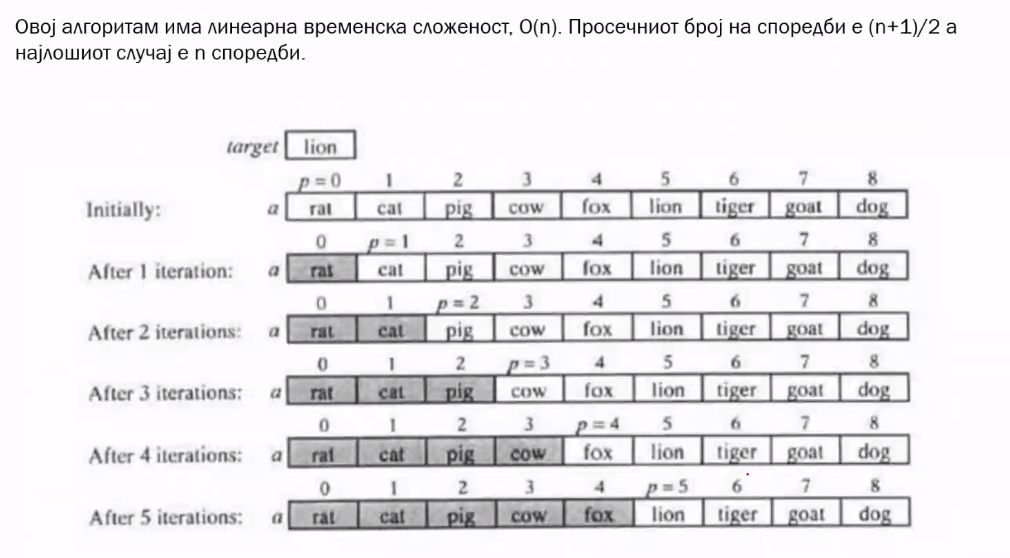 Овој алгоритам има линеарна временска сложеност, O(n). Просечниот број на споредби е (n+1)/2 а
најлошиот случај е n споредби.
target lion
p = 0 1 2 3 4 5 6 7 8
Initially: a rat cat pig cow fox lion tiger goat dog
0 p = 1 2 3 4 5 6 7 8
After 1 iteration: a rat cat pig cow fox lion tiger goat dog
0 1 p = 2 3 4 5 6 7 8
After 2 iterations: a rat cat pig cow fox lion tiger goat dog
0 1 2 p = 3 4 5 6 7 8
After 3 iterations: a rat cat pig cow fox lion tiger goat dog
0 1 2 3 p = 4 5 6 7 8
After 4 iterations: a rat cat pig cow fox lion tiger goat dog
0 1 2 3 4 p = 5 6 7 8
After 5 iterations: a rat cat pig cow fox lion tiger goat dog